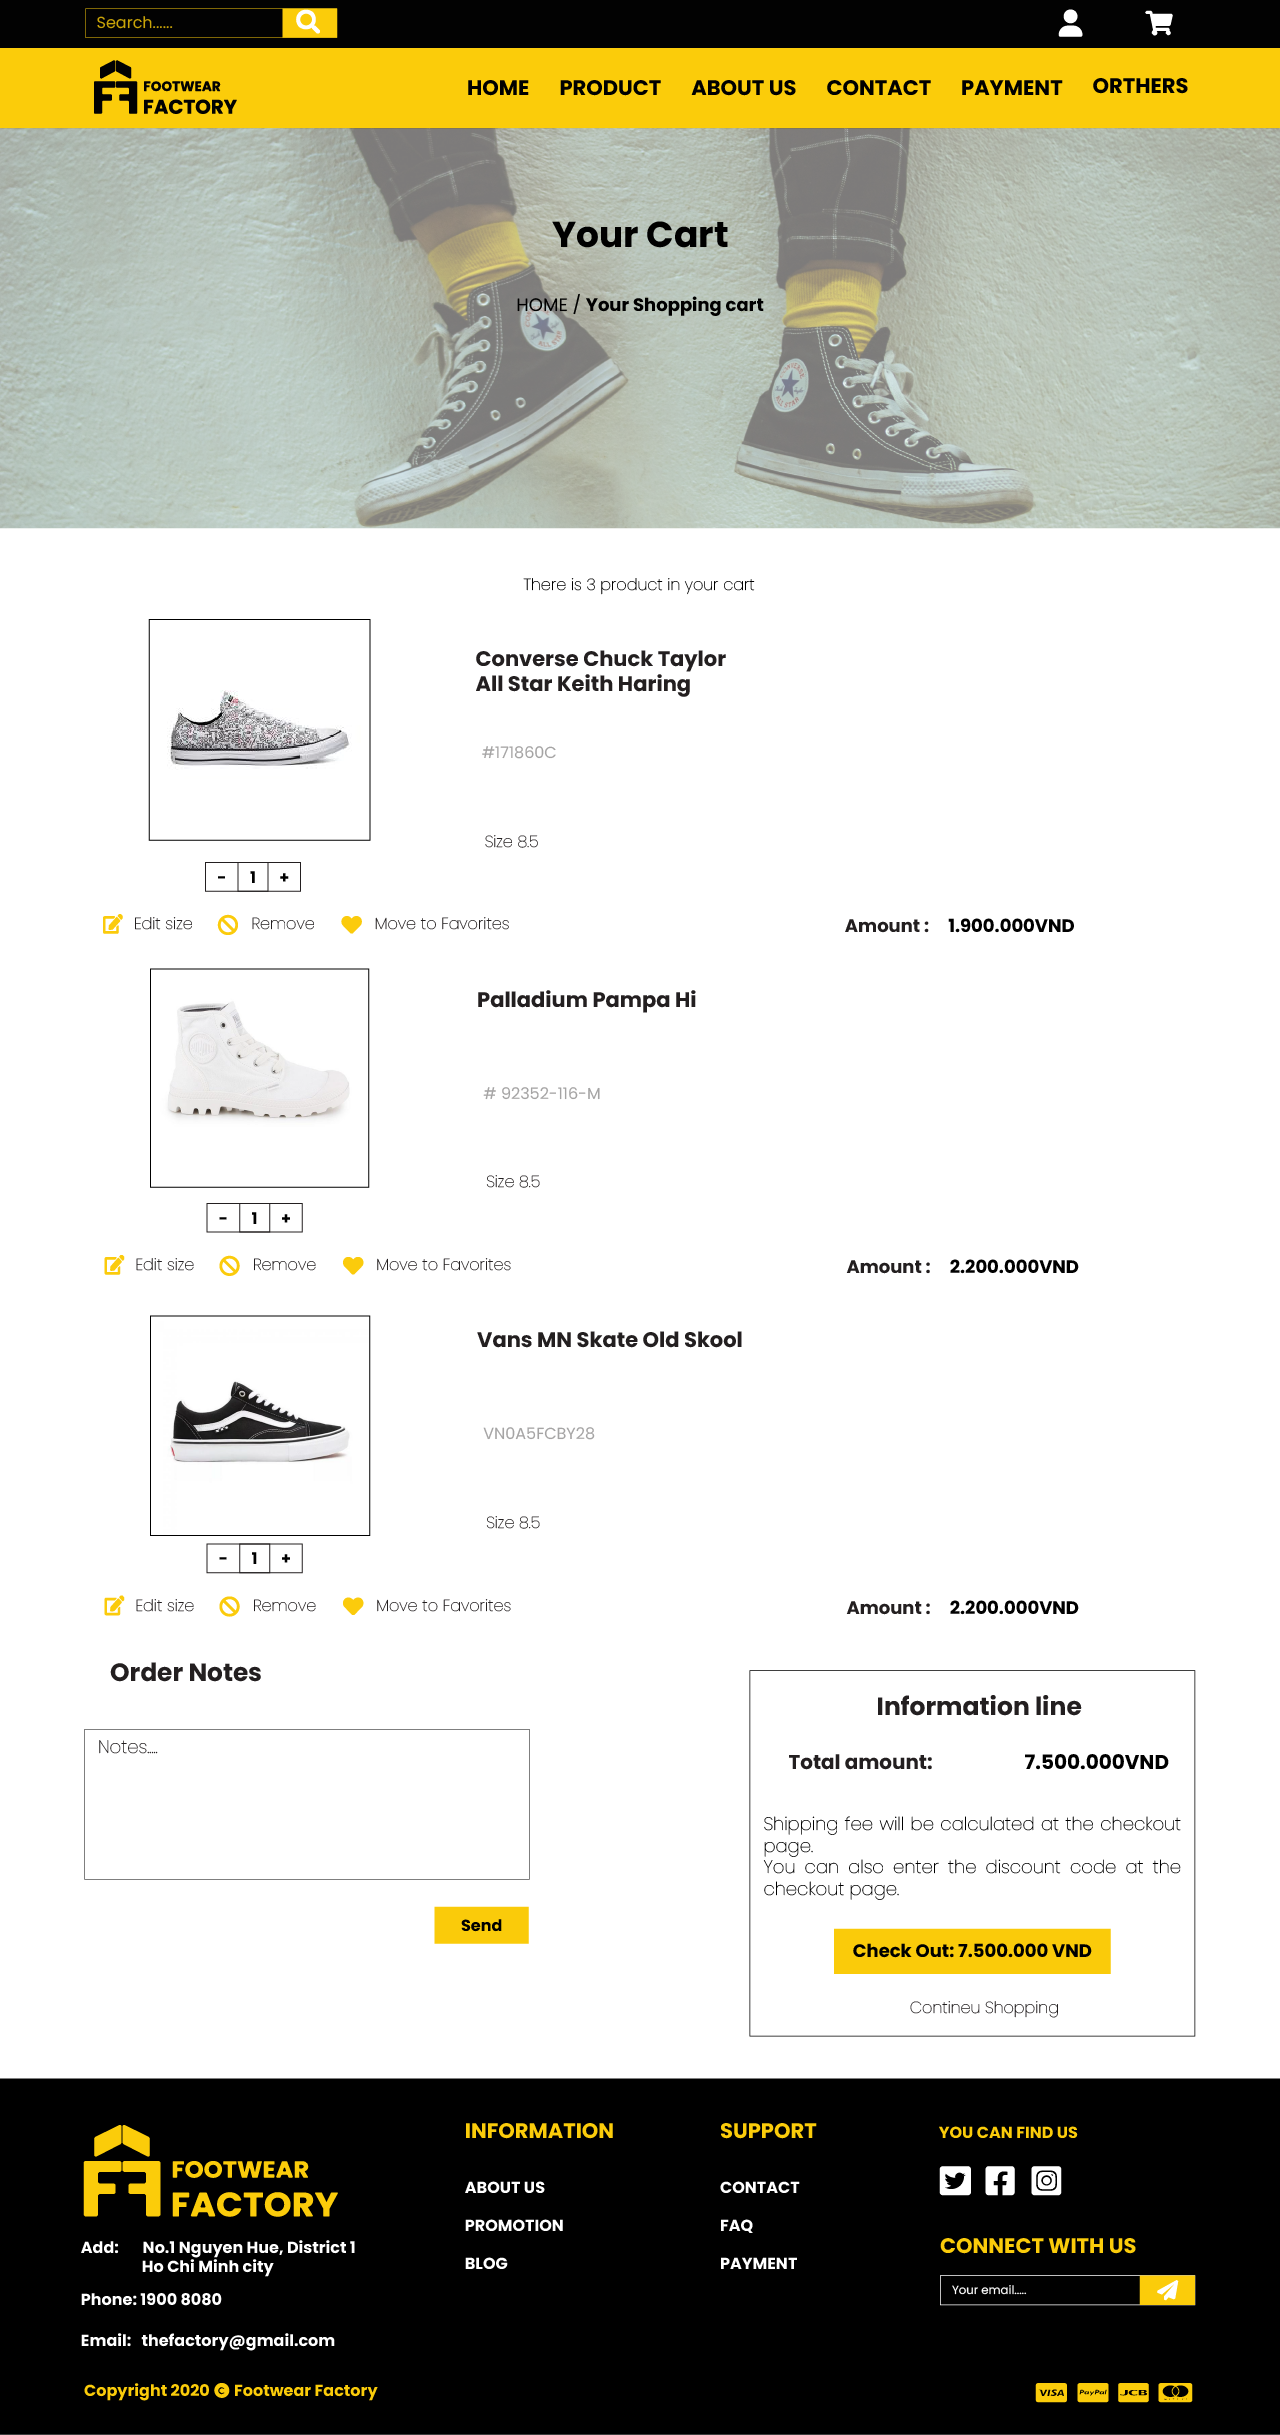 Search......
FOOTWEAR
FACTORY
HOME PRODUCT ABOUT US CONTACT PAYMENT ORTHERS
Your Cart
HOME / Your Shopping cart
There is 3 product in your cart
Converse Chuck Taylor
All Star Keith Haring
#171860C
Size 8.5
- 1 +
Edit size Remove Move to Favorites Amount : 1.900.000VND
Palladium Pampa Hi
# 92352-116-M
Size 8.5
- 1 +
Edit size Remove Move to Favorites Amount : 2.200.000VND
Vans MN Skate Old Skool
VN0A5FCBY28
Size 8.5
- 1 +
Edit size Remove Move to Favorites Amount : 2.200.000VND
Order Notes
Notes.....
Send
Information line
Total amount: 7.500.000VND
Shipping fee will be calculated at the checkout
page.
You can also enter the discount code at the
checkout page.
Check Out: 7.500.000 VND
Contineu Shopping
FOOTWEAR
FACTORY
Add: No.1 Nguyen Hue, District 1
Ho Chi Minh city
Phone: 1900 8080
Email: thefactory@gmail.com
Copyright 2020 © Footwear Factory
INFORMATION
ABOUT US
PROMOTION
BLOG
SUPPORT
CONTACT
FAQ
PAYMENT
YOU CAN FIND US
CONNECT WITH US
Your email.....
VISA PayPal JCB